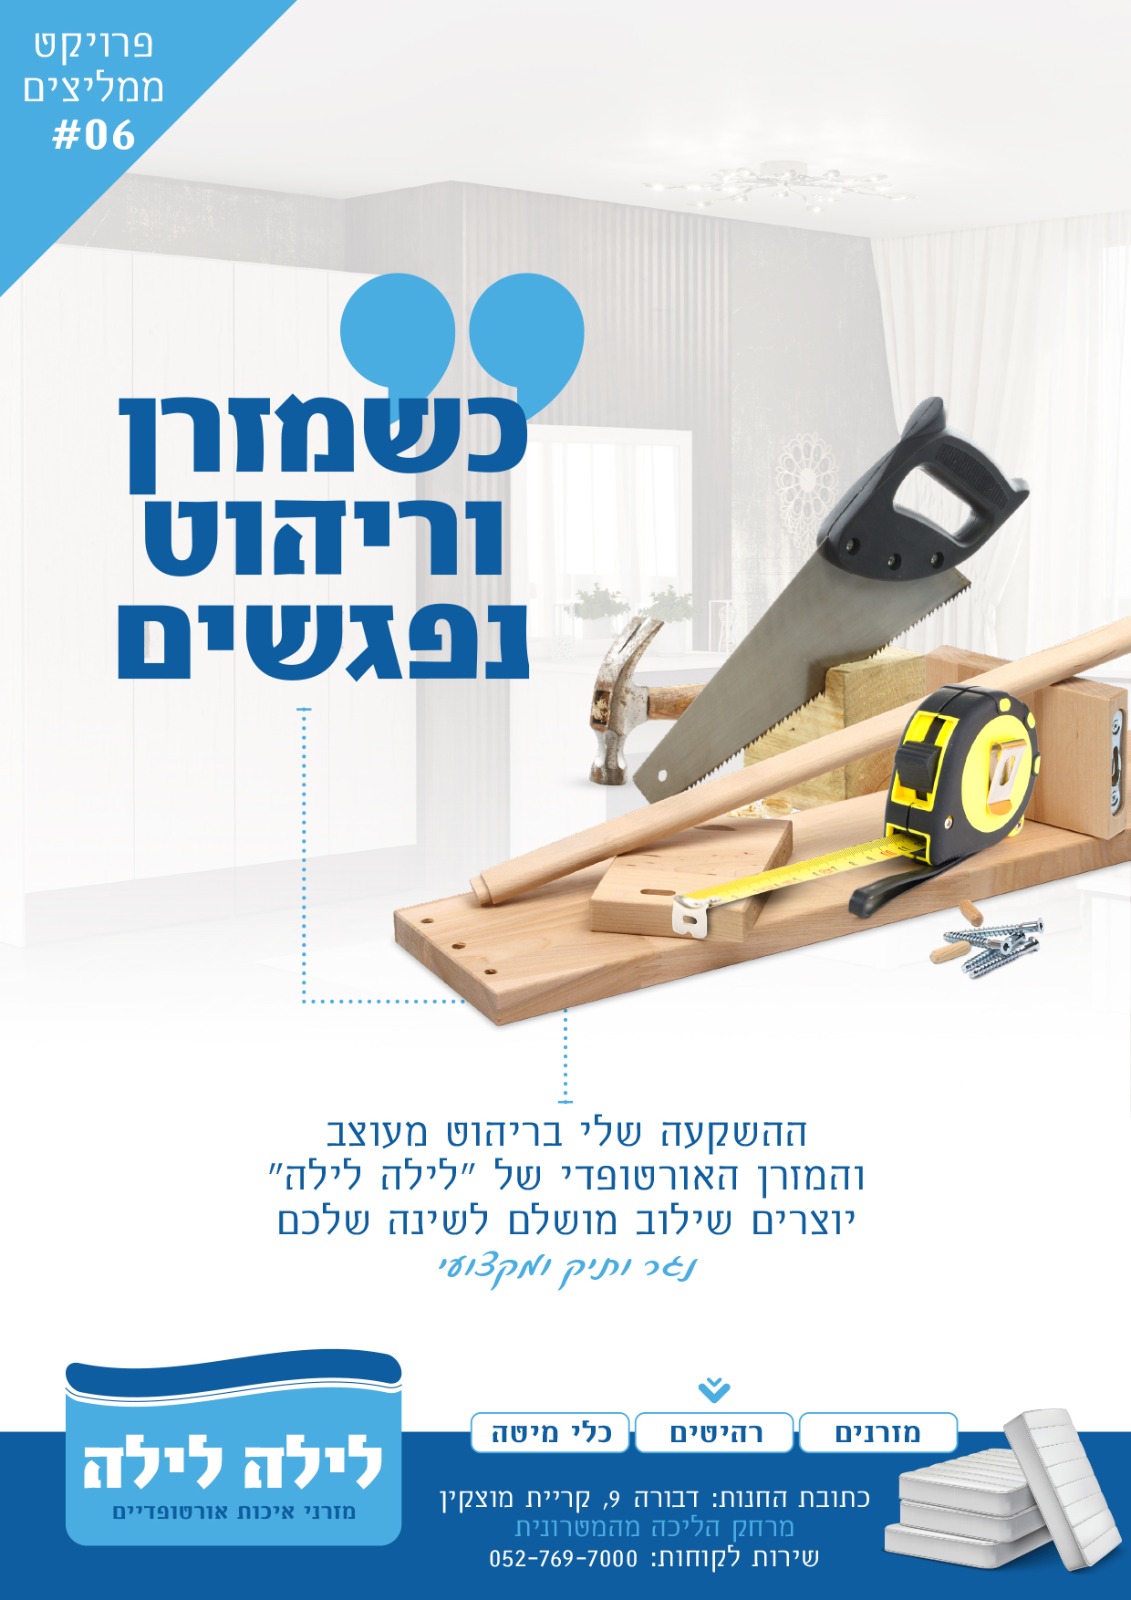 פרויקט
ממליצים
#06
כשמזרן
וריהוט
נפגשים
ההשקעה שלי בריהוט מעוצב
והמזרן האורטופדי של "לילה לילה"
יוצרים שילוב מושלם לשינה שלכם
נגר ותיק ומקצועי
מזרנים
רהיטים
כלי מיטה
לילה לילה
מזרני איכות אורטופדיים
כתובת החנות: דבורה 9, קריית מוצקין
מרחק הליכה מהמטרונית
שירות לקוחות: 052-769-7000